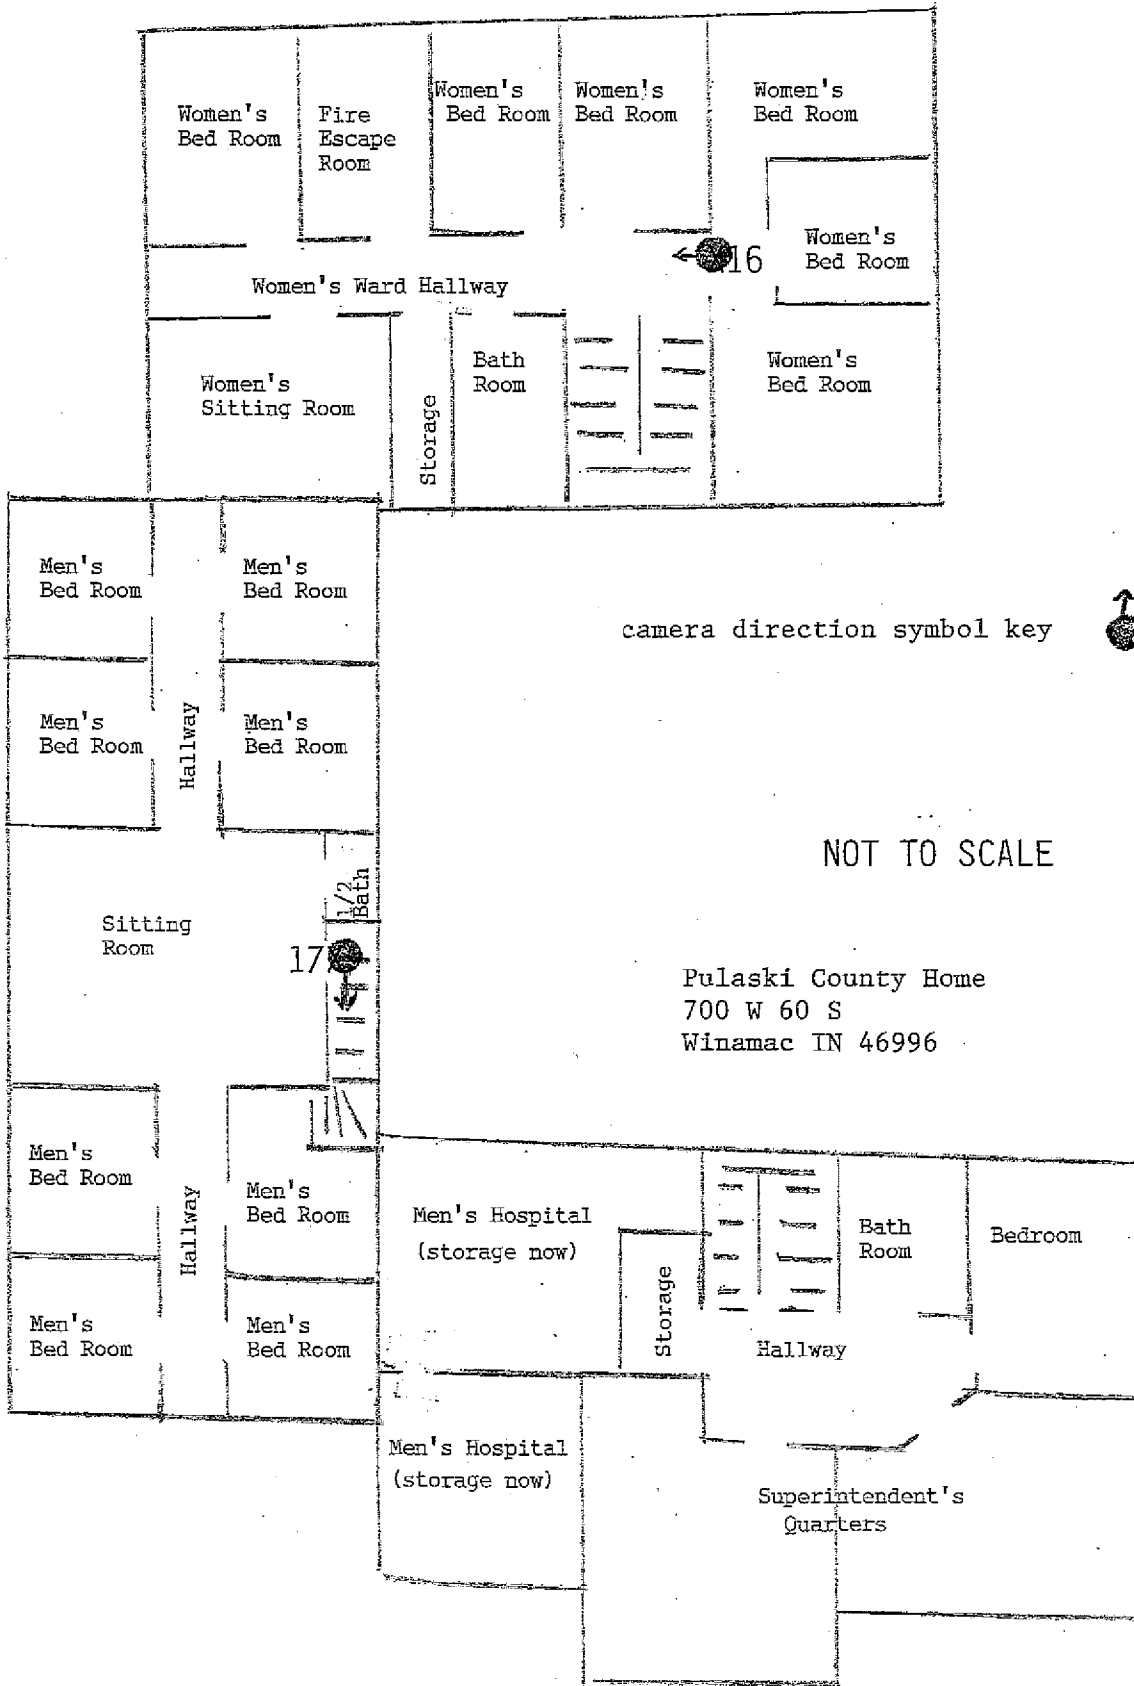 Women's
Bed Room
Fire
Escape
Room
Women's
Bed Room
Women's
Bed Room
Women's
Bed Room
Women's
Bed Room
16
Women's Ward Hallway
Women's
Sitting Room
Storage
Bath
Room
Women's
Bed Room
Men's
Bed Room
Men's
Bed Room
camera direction symbol key
Men's
Bed Room
Hallway
Men's
Bed Room
NOT TO SCALE
1/2
Bath
Sitting
Room
17
Pulaski County Home
700 W 60 S
Winamac IN 46996
Men's
Bed Room
Hallway
Men's
Bed Room
Men's Hospital
(storage now)
Storage
Bath
Room
Bedroom
Men's
Bed Room
Men's
Bed Room
Hallway
Men's Hospital
(storage now)
Superintendent's
Quarters